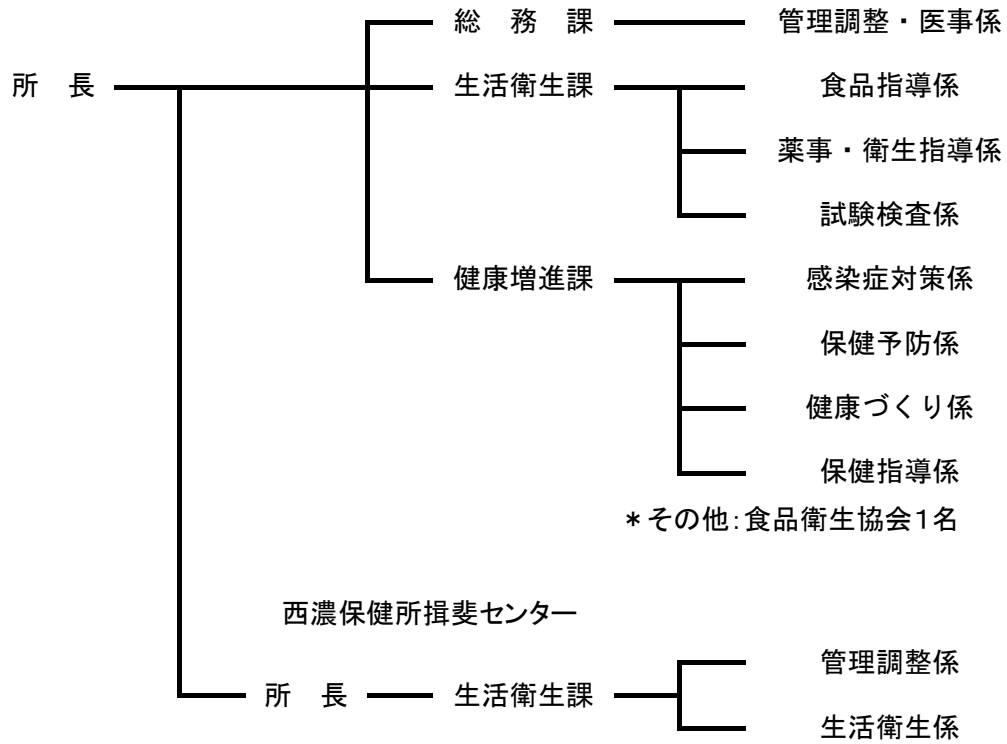 総　務　課　管理調整・医事係
所　長　生活衛生課　食品指導係
薬事・衛生指導係
試験検査係
健康増進課　感染症対策係
保健予防係
健康づくり係
保健指導係
＊その他：食品衛生協会１名
西濃保健所揖斐センター
管理調整係
所　長　生活衛生課
生活衛生係